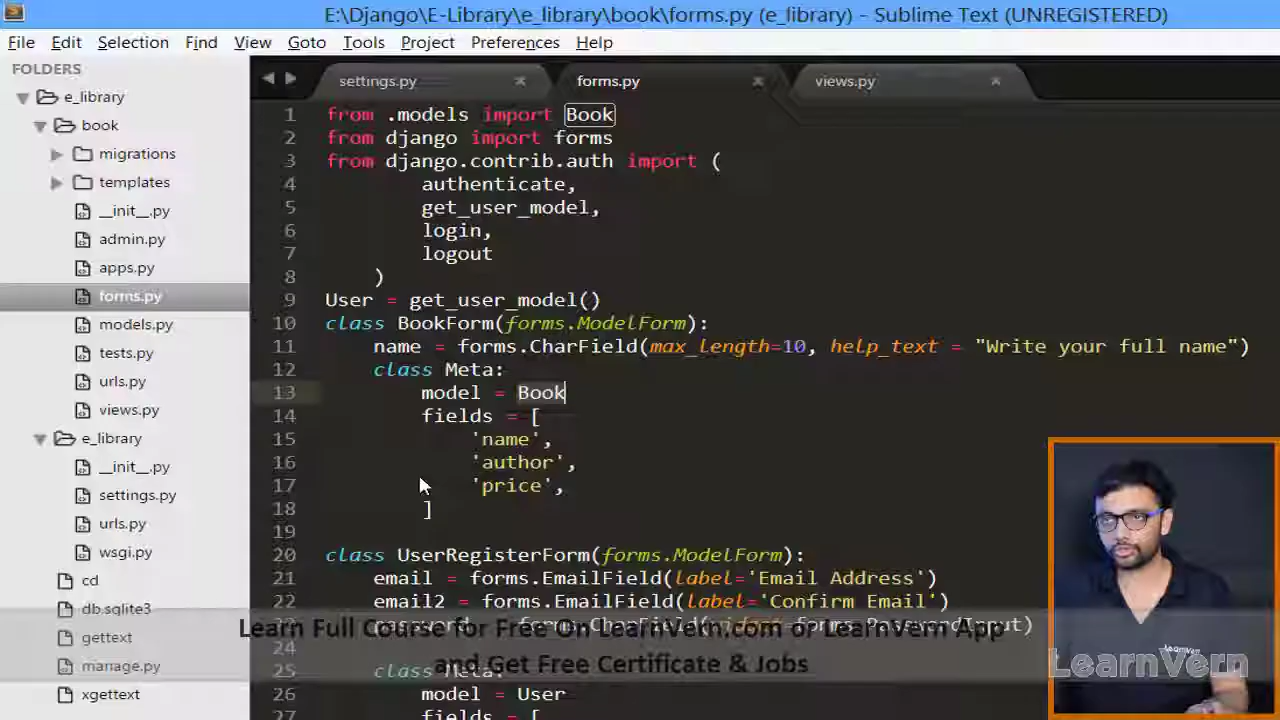 E:\Django\E-Library\e_library\book\forms.py (e_library) - Sublime Text (UNREGISTERED)
File Edit Selection Find View Goto Tools Project Preferences Help
FOLDERS
e_library
book
migrations
templates
__init__.py
admin.py
apps.py
forms.py
models.py
tests.py
urls.py
views.py
e_library
__init__.py
settings.py
urls.py
wsgi.py
cd
db.sqlite3
gettext
manage.py
xgettext
settings.py × forms.py × views.py ×
1 from .models import Book
2 from django import forms
3 from django.contrib.auth import (
4 authenticate,
5 get_user_model,
6 login,
7 logout
8 )
9 User = get_user_model()
10 class BookForm(forms.ModelForm):
11 name = forms.CharField(max_length=10, help_text = "Write your full name")
12 class Meta:
13 model = Book
14 fields = [
15 'name',
16 'author',
17 'price',
18 ]
19
20 class UserRegisterForm(forms.ModelForm):
21 email = forms.EmailField(label='Email Address')
22 email2 = forms.EmailField(label='Confirm Email')
23 password = forms.CharField(widget=forms.PasswordInput)
25 class Meta:
26 model = User
27 fields = [
Learn Full Course for Free On LearnVern.com or LearnVern App
and Get Free Certificate & Jobs
LearnVern
LearnVern